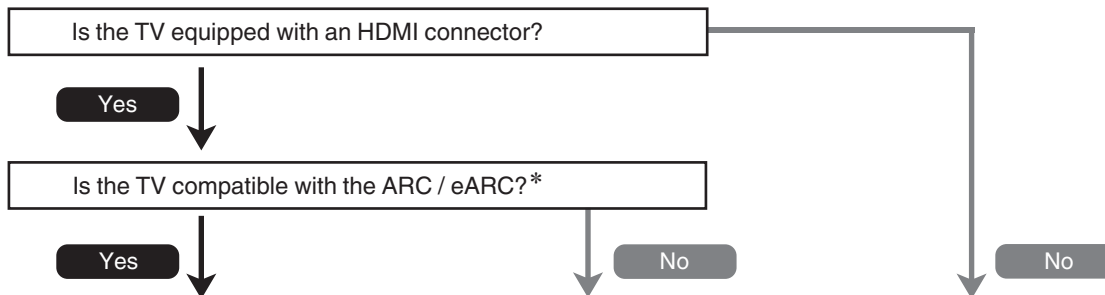 Is the TV equipped with an HDMI connector?
Yes
Is the TV compatible with the ARC / eARC?*
Yes
No
No